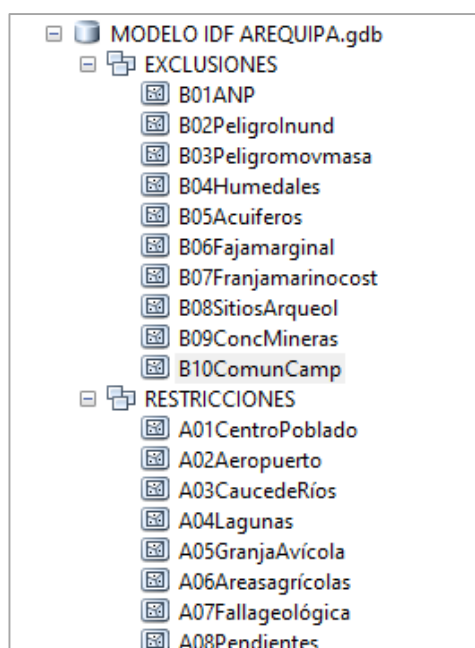 MODELO IDF AREQUIPA.gdb
EXCLUSIONES
B01ANP
B02PeligroInund
B03Peligromovmasa
B04Humedales
B05Acuiferos
B06Fajamarginal
B07Franjamarinocost
B08SitiosArqueol
B09ConcMineras
B10ComunCamp
RESTRICCIONES
A01CentroPoblado
A02Aeropuerto
A03CaucedeRíos
A04Lagunas
A05GranjaAvícola
A06Areasagrícolas
A07Fallageológica
A08Pendientes